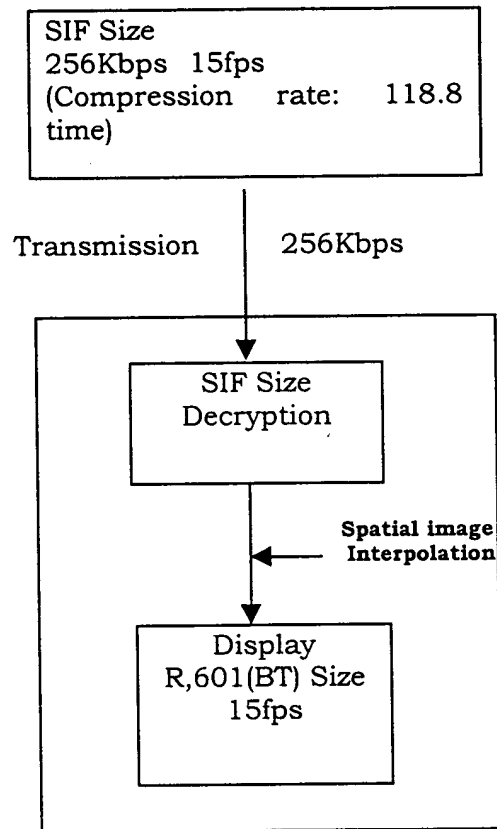 SIF Size
256Kbps 15fps
(Compression rate: 118.8
time)
Transmission 256Kbps
SIF Size
Decryption
Spatial image
Interpolation
Display
R,601(BT) Size
15fps